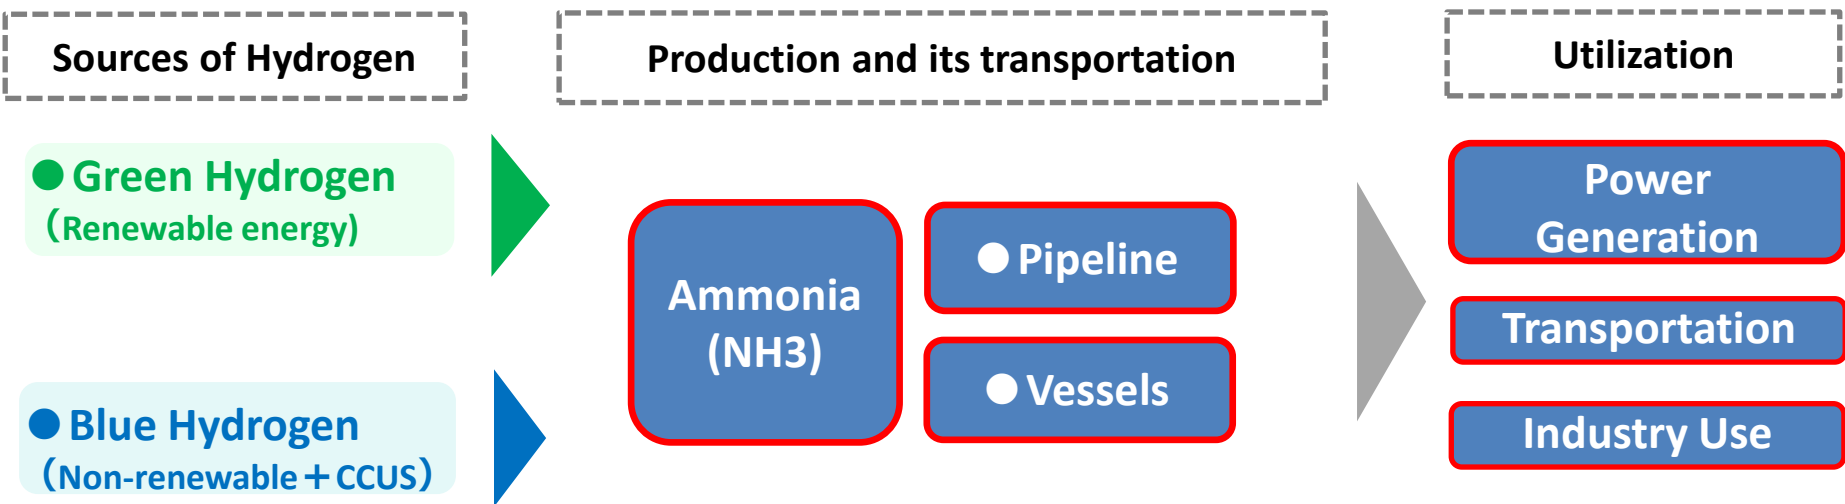 Sources of Hydrogen
Production and its transportation
Utilization
● Green Hydrogen
（Renewable energy)
● Blue Hydrogen
（Non-renewable＋CCUS）
Ammonia
(NH3)
● Pipeline
● Vessels
Power
Generation
Transportation
Industry Use